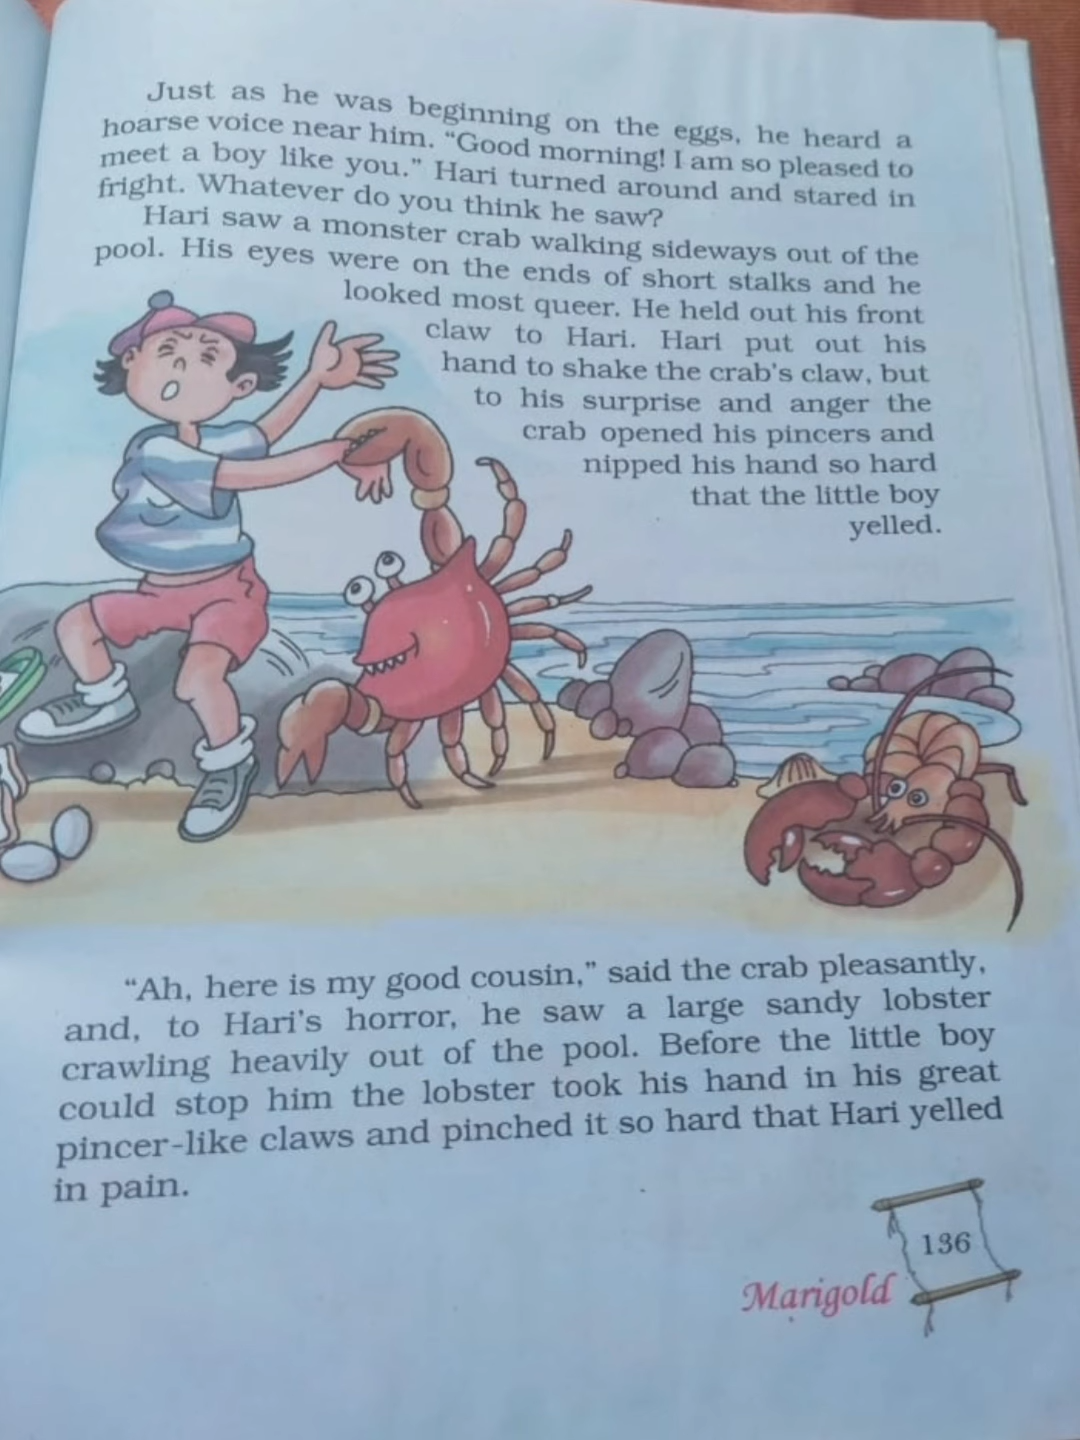 Just as he was beginning on the eggs, he heard a
hoarse voice near him. “Good morning! I am so pleased to
meet a boy like you.” Hari turned around and stared in
fright. Whatever do you think he saw?
Hari saw a monster crab walking sideways out of the
pool. His eyes were on the ends of short stalks and he
looked most queer. He held out his front
claw to Hari. Hari put out his
hand to shake the crab's claw, but
to his surprise and anger the
crab opened his pincers and
nipped his hand so hard
that the little boy
yelled.
“Ah, here is my good cousin,” said the crab pleasantly,
and, to Hari's horror, he saw a large sandy lobster
crawling heavily out of the pool. Before the little boy
could stop him the lobster took his hand in his great
pincer-like claws and pinched it so hard that Hari yelled
in pain.
136
Marigold